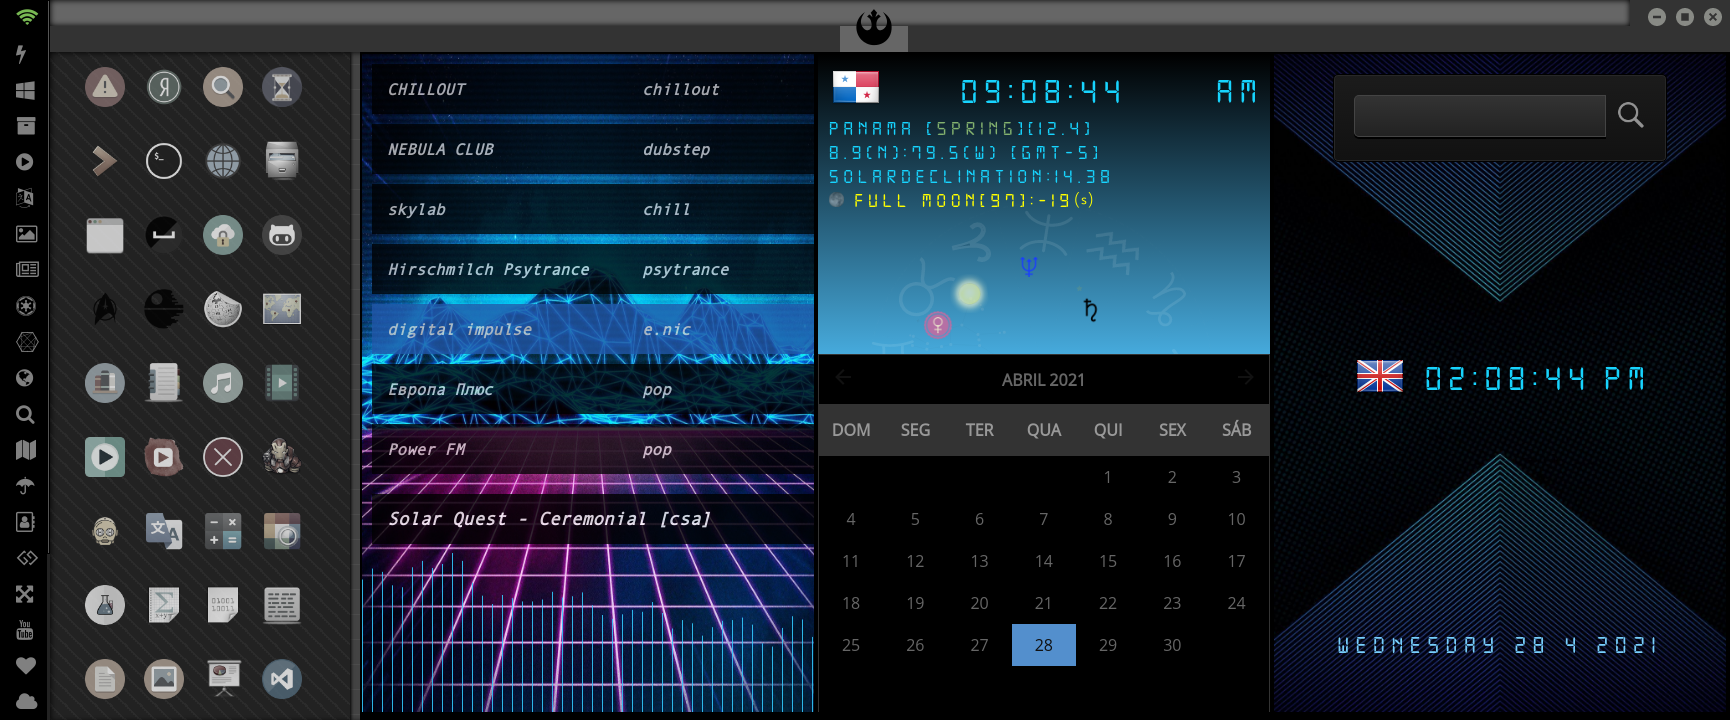 CHILLOUT chillout
NEBULA CLUB dubstep
skylab chill
Hirschmilch Psytrance psytrance
digital impulse e.nic
Европа Плюс pop
Power FM pop
Solar Quest - Ceremonial [csa]
09:08:44 AM
PANAMA [SPRING][12.4]
8.9(N):79.5(W) [GMT-5]
SOLARDECLINATION:14.38
FULL MOON[97]:-19(s)
ABRIL 2021
DOM SEG TER QUA QUI SEX SÁB
1 2 3
4 5 6 7 8 9 10
11 12 13 14 15 16 17
18 19 20 21 22 23 24
25 26 27 28 29 30
02:08:44 PM
WEDNESDAY 28 4 2021
You
Tube
Я
$_
文 A
Σ
x+y
01001
10011